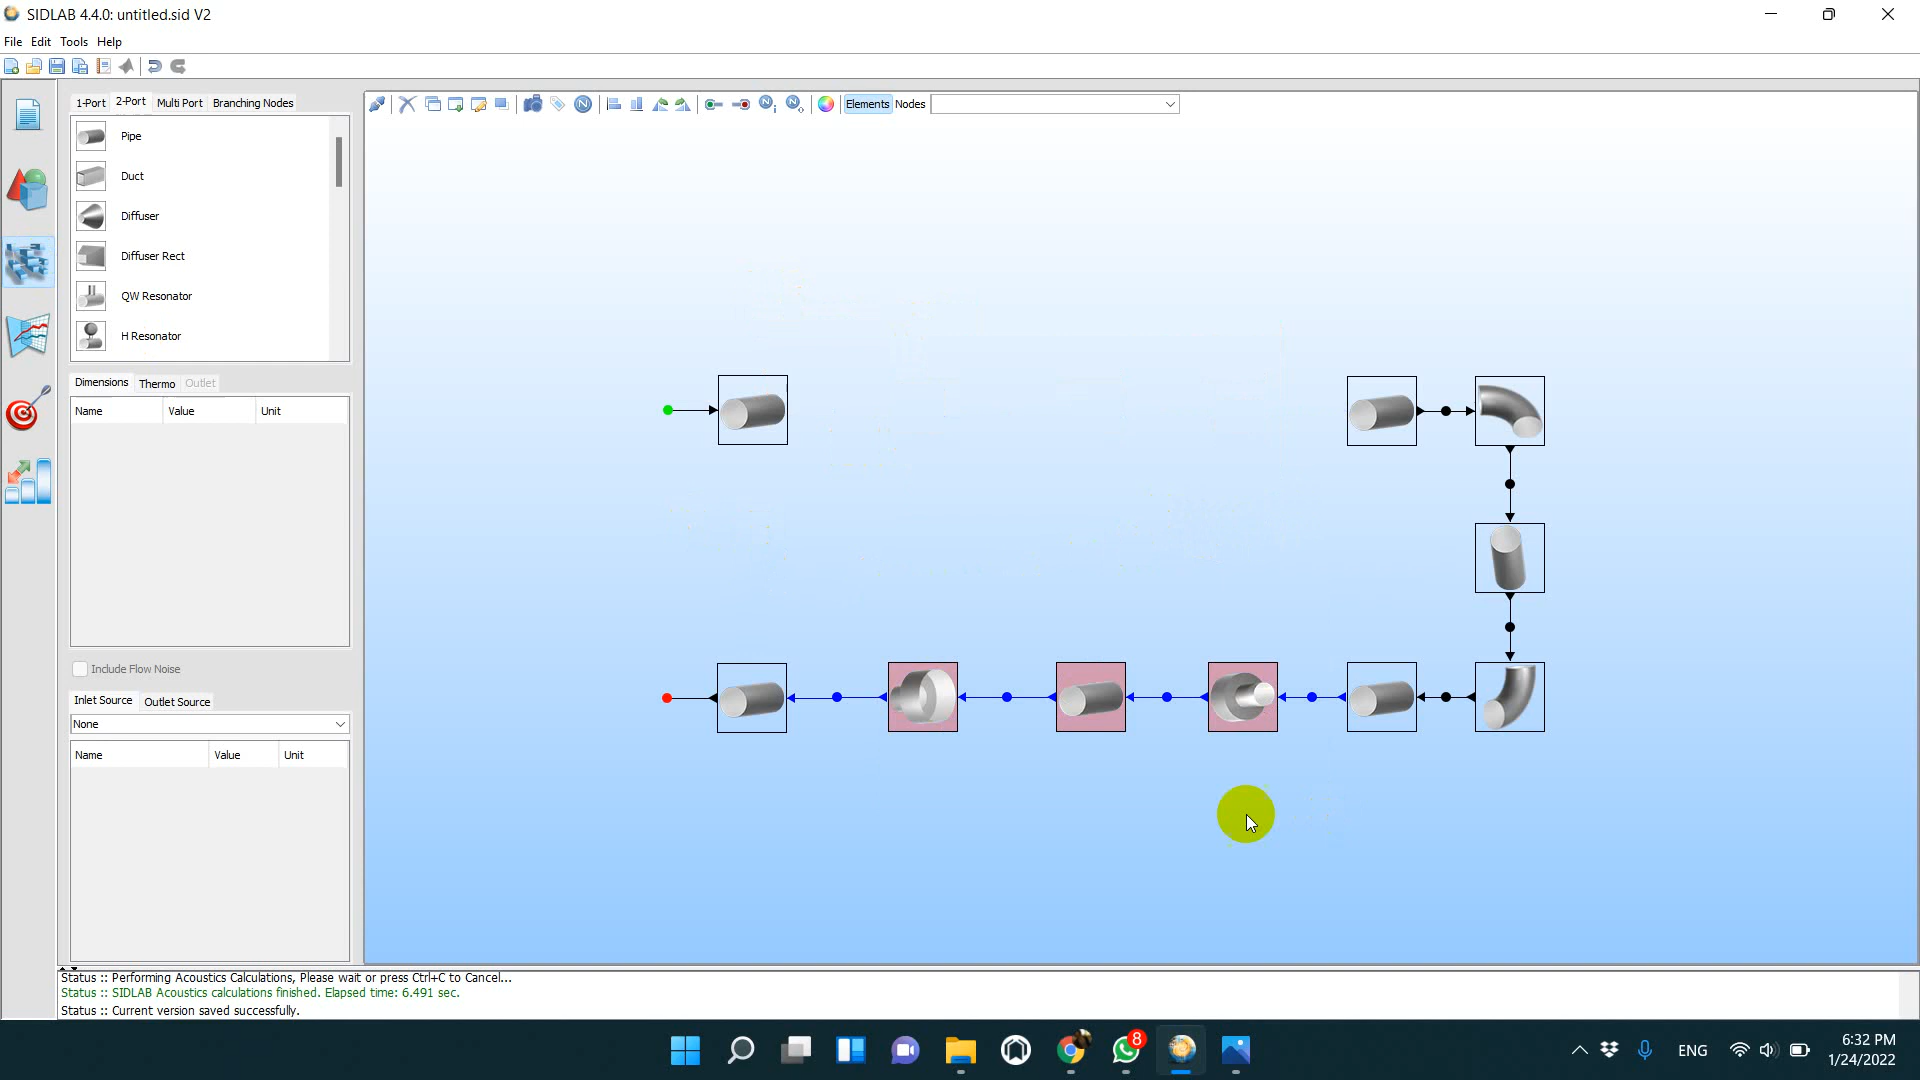 SIDLAB 4.4.0: untitled.sid V2
File Edit Tools Help
1-Port 2-Port Multi Port Branching Nodes
Elements Nodes
Pipe
Duct
Diffuser
Diffuser Rect
QW Resonator
H Resonator
Dimensions Thermo Outlet
Name Value Unit
Include Flow Noise
Inlet Source Outlet Source
None
Name Value Unit
Status :: Performing Acoustics Calculations, Please wait or press Ctrl+C to Cancel...
Status :: SIDLAB Acoustics calculations finished. Elapsed time: 6.491 sec.
Status :: Current version saved successfully.
8
ENG
6:32 PM
1/24/2022